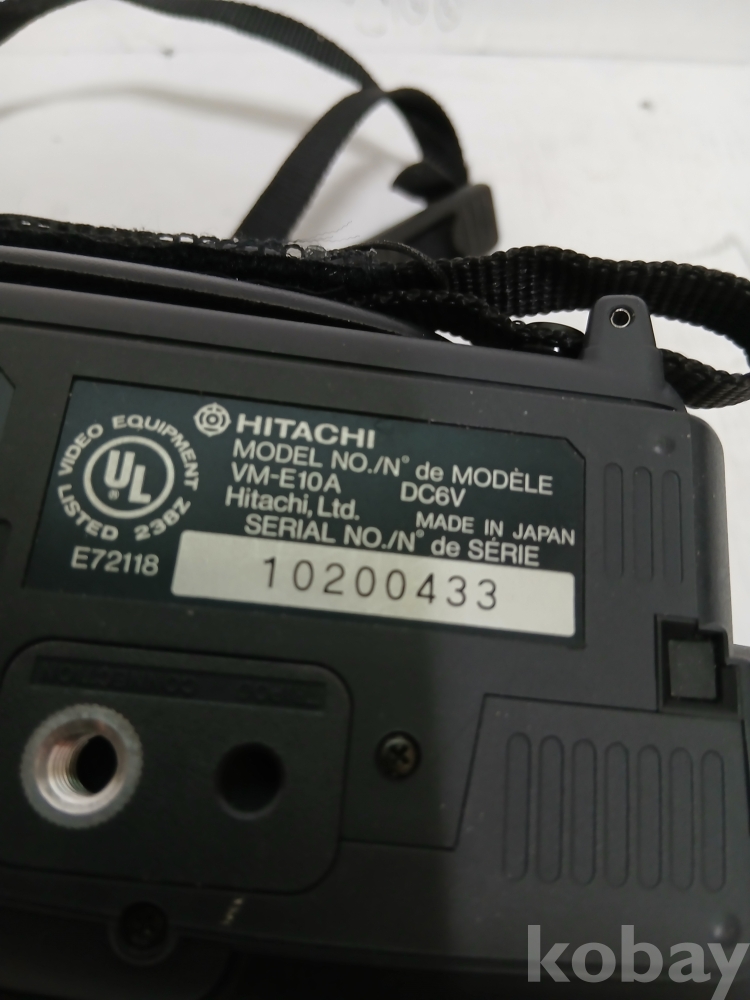 HITACHI
MODEL NO./N° de MODÈLE
VM-E10A DC6V
Hitachi, Ltd. MADE IN JAPAN
SERIAL NO./N° de SÉRIE
10200433
VIDEO EQUIPMENT
UL
®
LISTED 23BZ
E72118
kobay